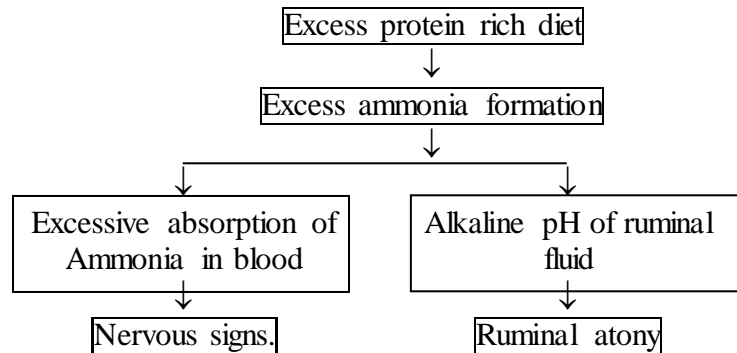 Excess protein rich diet
Excess ammonia formation
Excessive absorption of
Ammonia in blood
Alkaline pH of ruminal
fluid
Nervous signs.
Ruminal atony